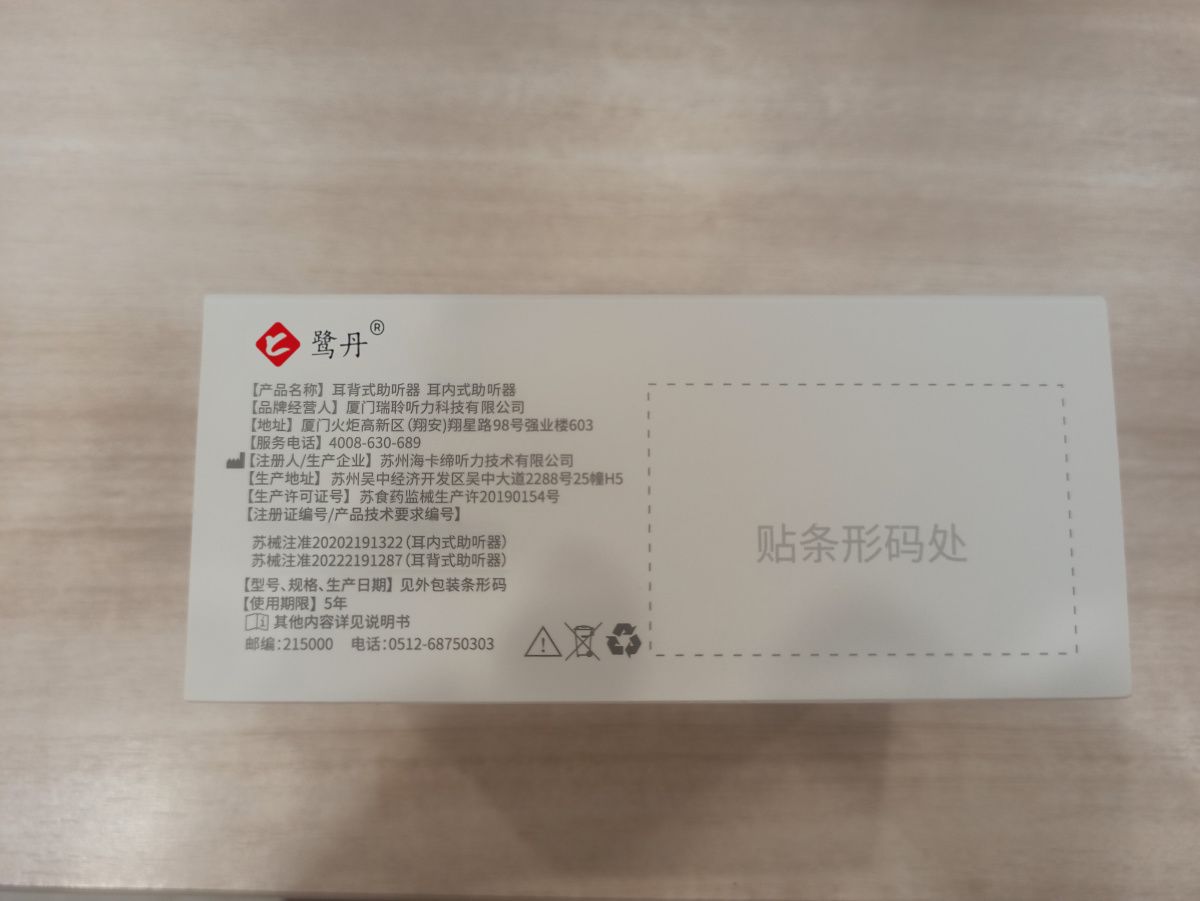 鹭丹®
【产品名称】耳背式助听器 耳内式助听器
【品牌经营人】厦门瑞聆听力科技有限公司
【地址】厦门火炬高新区(翔安)翔星路98号强业楼603
【服务电话】4008-630-689
【注册人/生产企业】苏州海卡缔听力技术有限公司
【生产地址】苏州吴中经济开发区吴中大道2288号25幢H5
【生产许可证号】苏食药监械生产许20190154号
【注册证编号/产品技术要求编号】
苏械注准20202191322(耳内式助听器)
苏械注准20222191287(耳背式助听器)
【型号、规格、生产日期】见外包装条形码
【使用期限】5年
其他内容详见说明书
邮编:215000 电话:0512-68750303
贴条形码处